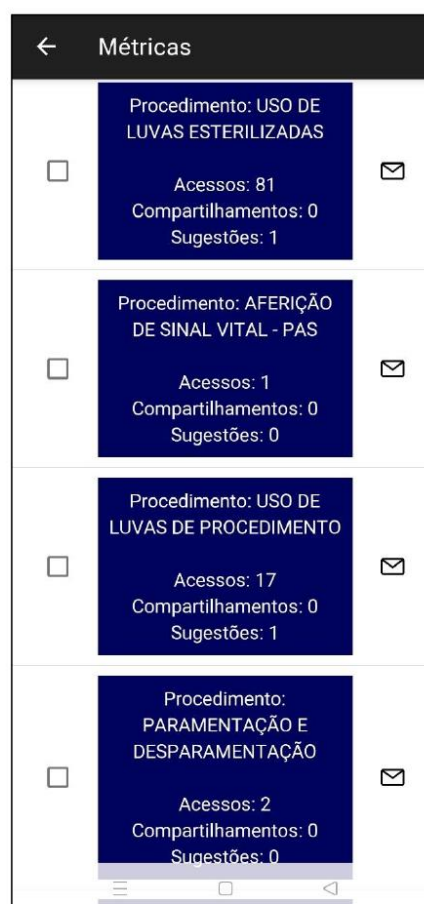 Métricas
Procedimento: USO DE
LUVAS ESTERILIZADAS
Acessos: 81
Compartilhamentos: 0
Sugestões: 1
Procedimento: AFERIÇÃO
DE SINAL VITAL - PAS
Acessos: 1
Compartilhamentos: 0
Sugestões: 0
Procedimento: USO DE
LUVAS DE PROCEDIMENTO
Acessos: 17
Compartilhamentos: 0
Sugestões: 1
Procedimento:
PARAMENTAÇÃO E
DESPARAMENTAÇÃO
Acessos: 2
Compartilhamentos: 0
Sugestões: 0